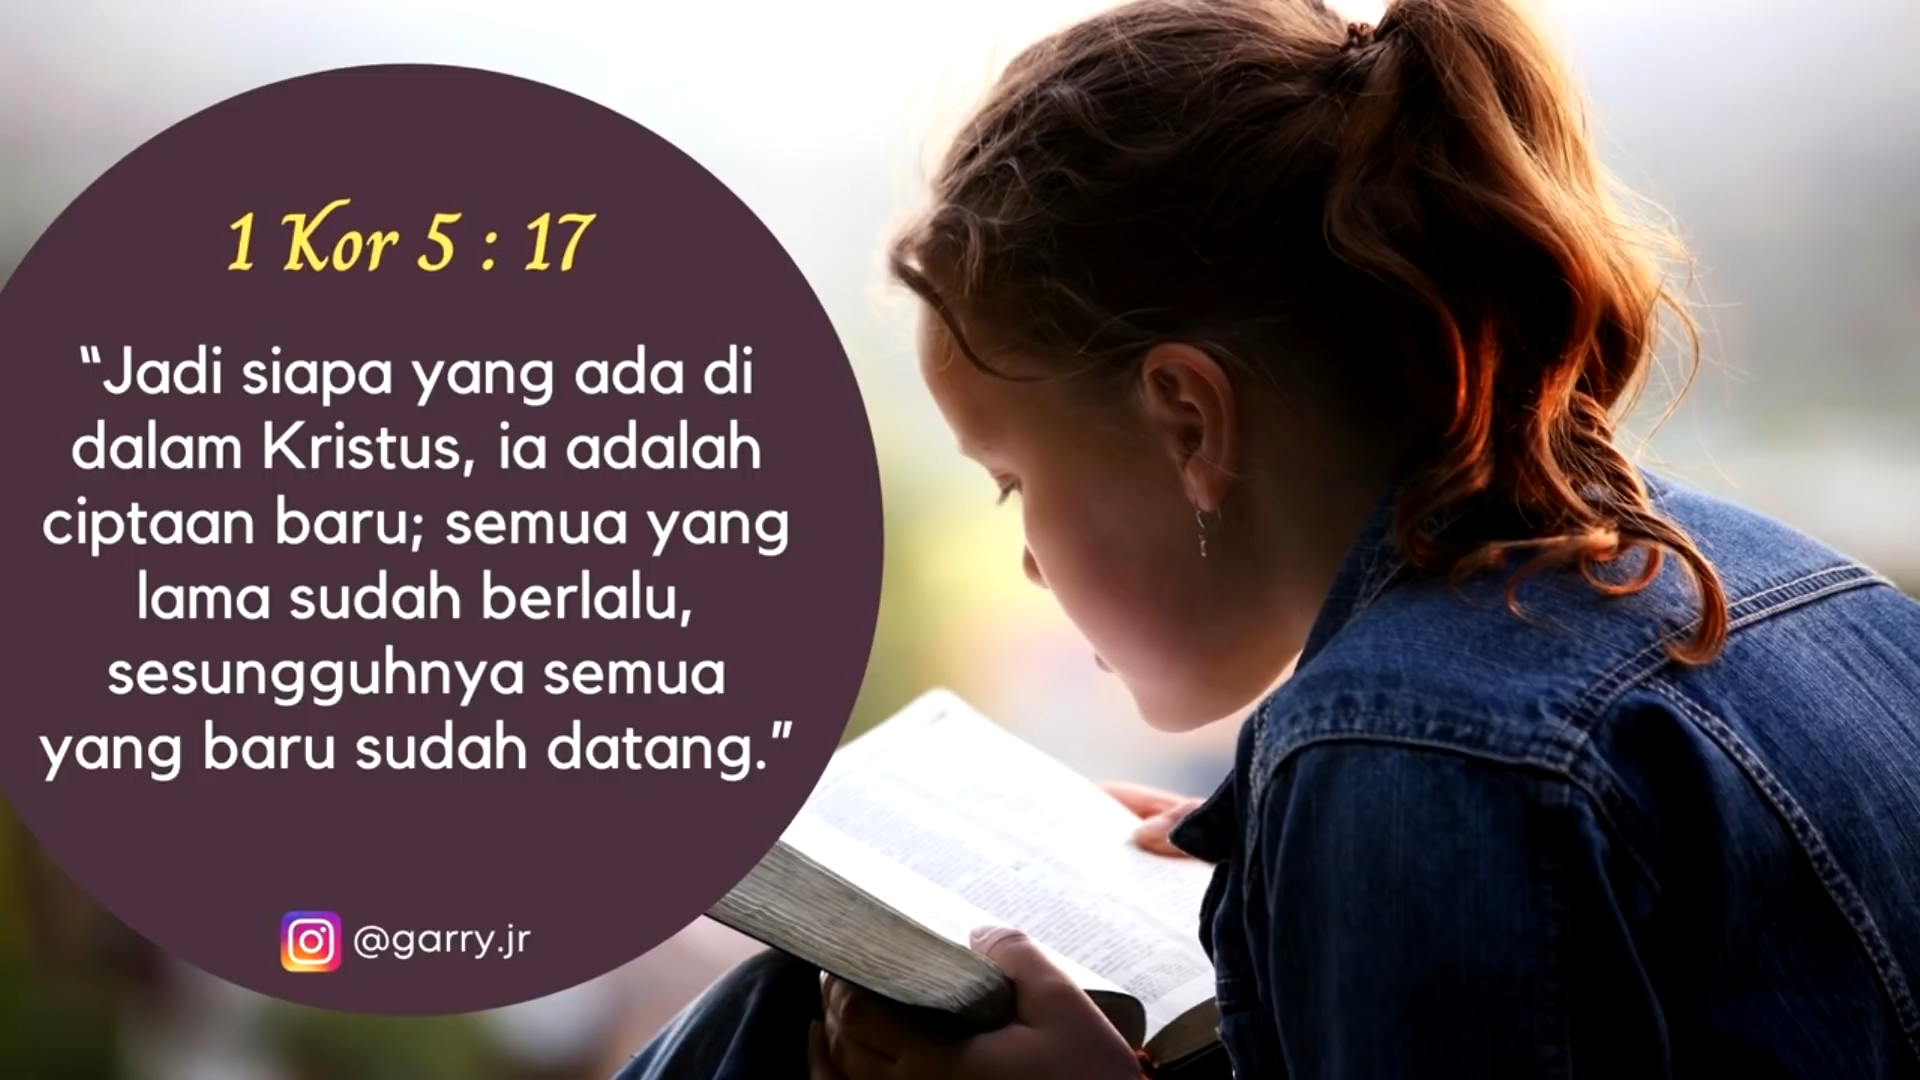 1 Kor 5 : 17
“Jadi siapa yang ada di
dalam Kristus, ia adalah
ciptaan baru; semua yang
lama sudah berlalu,
sesungguhnya semua
yang baru sudah datang.”
@garry.jr